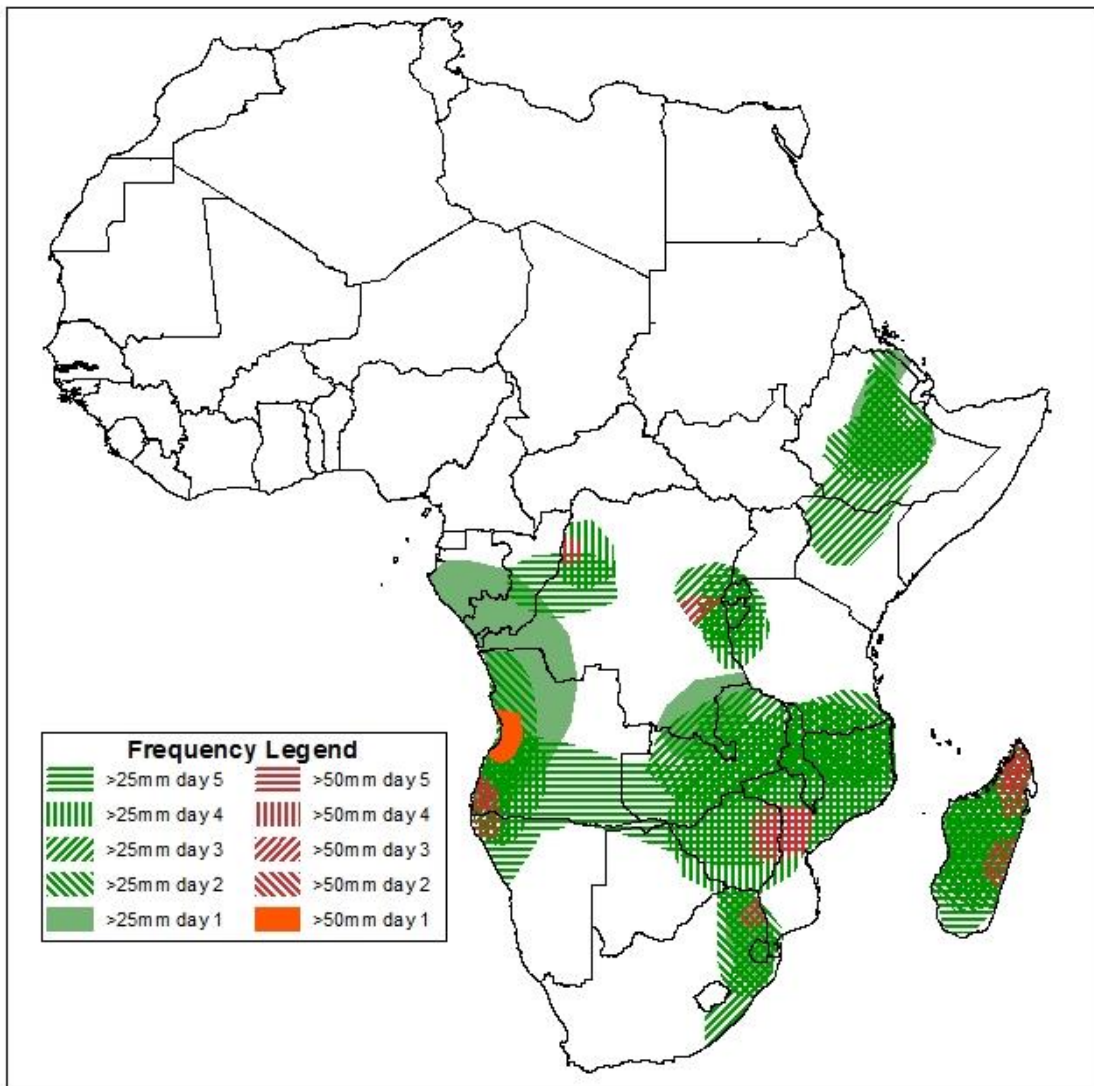 Frequency Legend
>25mm day 5 >50mm day 5
>25mm day 4 >50mm day 4
>25mm day 3 >50mm day 3
>25mm day 2 >50mm day 2
>25mm day 1 >50mm day 1